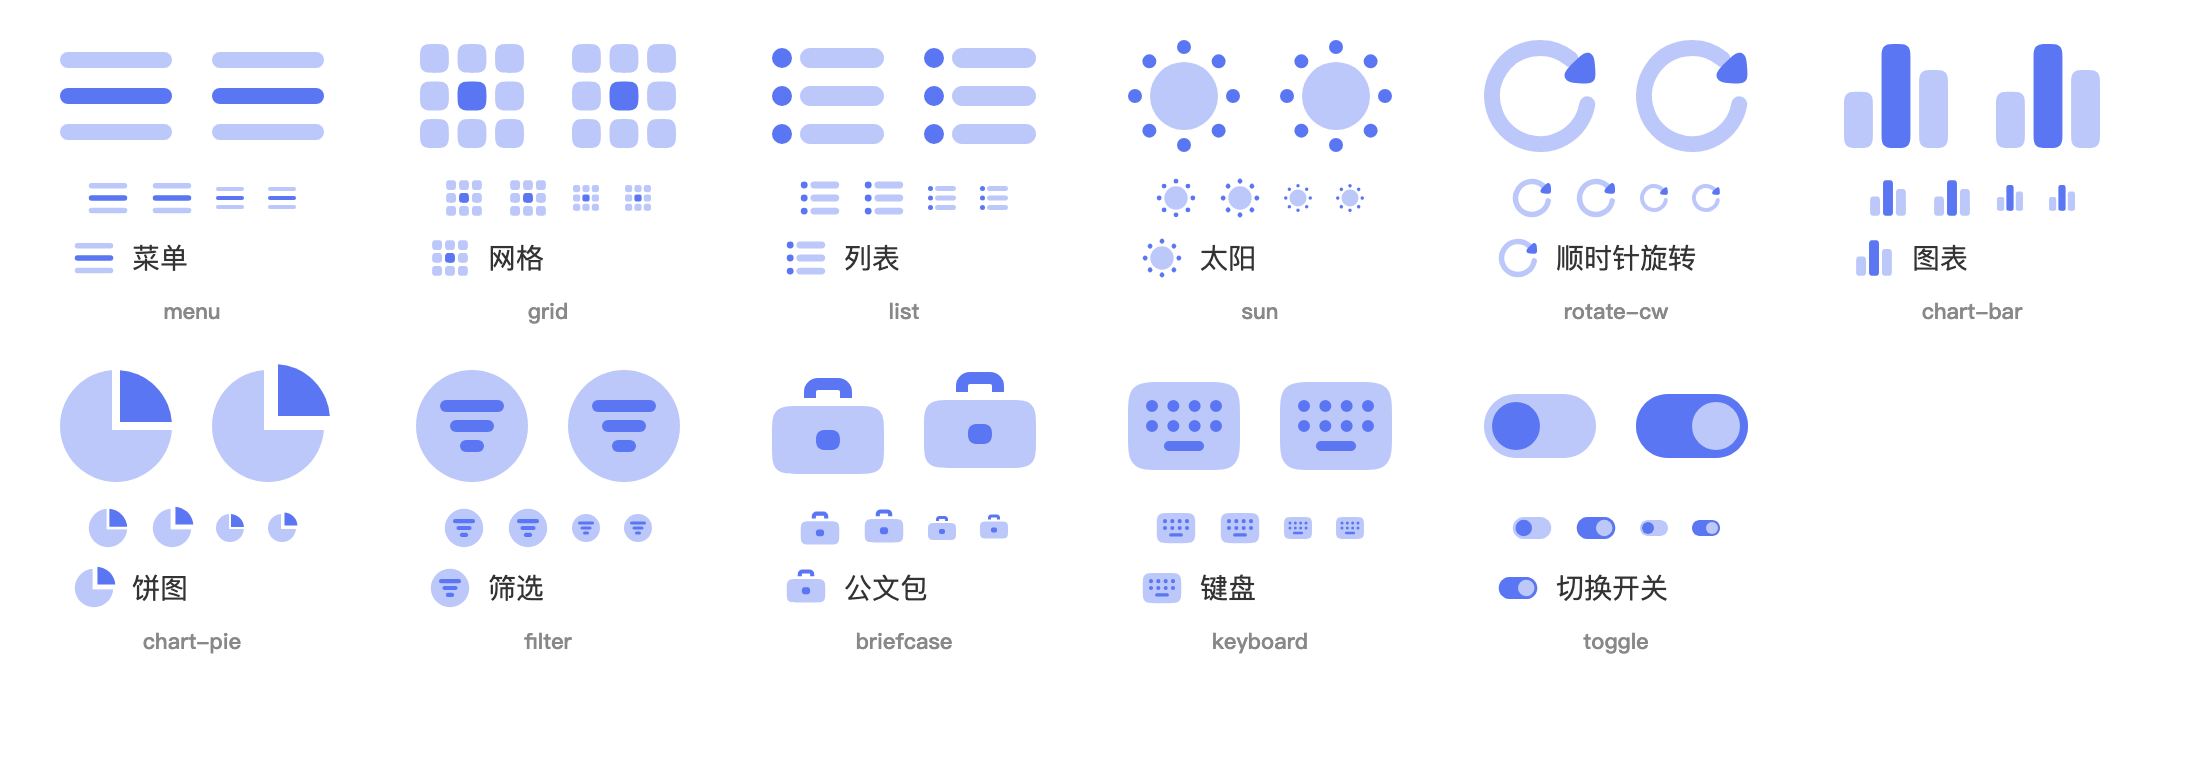 菜单
网格
列表
太阳
顺时针旋转
图表
menu
grid
list
sun
rotate-cw
chart-bar
饼图
筛选
公文包
键盘
切换开关
chart-pie
filter
briefcase
keyboard
toggle